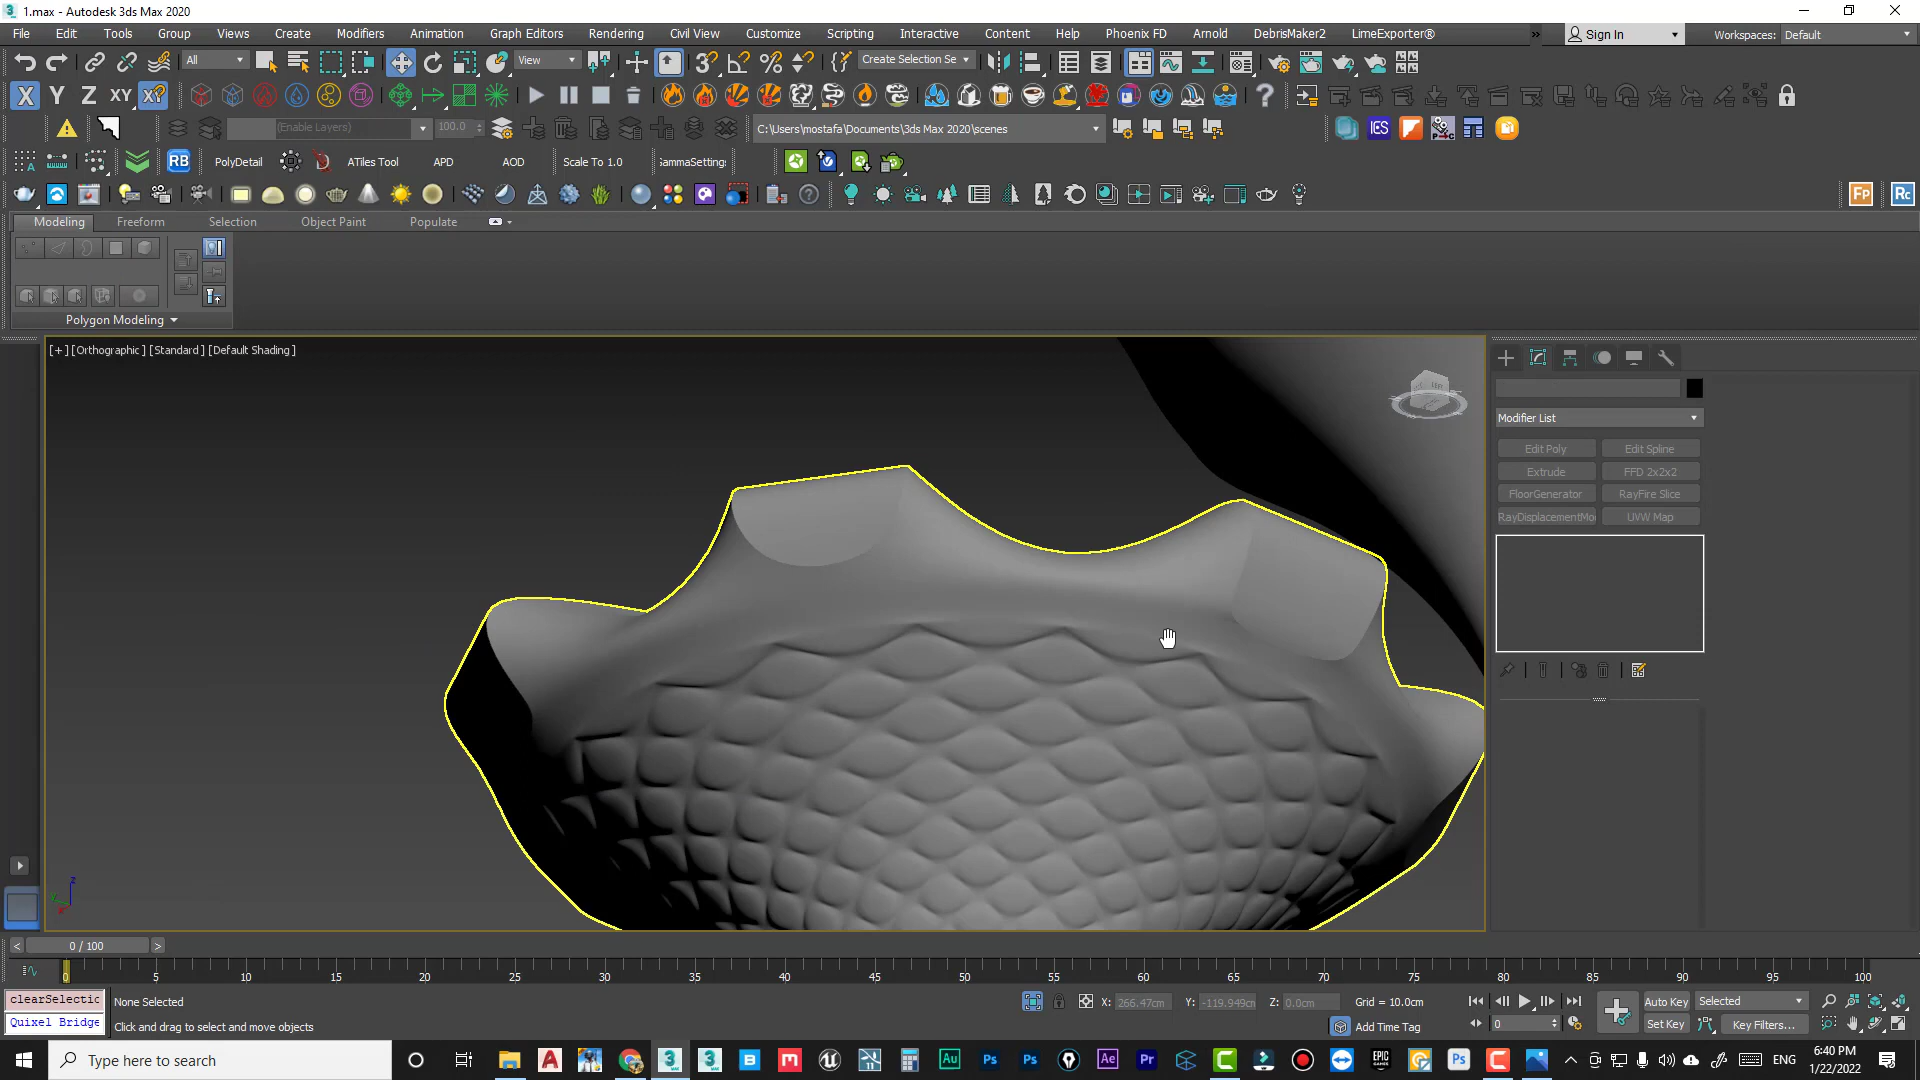 1.max - Autodesk 3ds Max 2020
File Edit Tools Group Views Create Modifiers Animation Graph Editors Rendering Civil View Customize Scripting Interactive Content Help Phoenix FD Arnold DebrisMaker2 LimeExporter® » Sign In Workspaces: Default
All View Create Selection Se
X Y Z XY
(Enable Layers) 100.0 C:\Users\mostafa\Documents\3ds Max 2020\scenes IES
RB PolyDetail ATiles Tool APD AOD Scale To 1.0 GammaSetting:
Fp Rc
Modeling Freeform Selection Object Paint Populate
Polygon Modeling
[+] [Orthographic] [Standard] [Default Shading]
Modifier List
Edit Poly Edit Spline
Extrude FFD 2x2x2
FloorGenerator RayFire Slice
RayDisplacementMo UVW Map
z
< 0 / 100 >
0 5 10 15 20 25 30 35 40 45 50 55 60 65 70 75 80 85 90 95 100
clearSelectic None Selected X: 266.47cm Y: -119.949cm Z: 0.0cm Grid = 10.0cm Auto Key Selected
Quixel Bridge Click and drag to select and move objects Add Time Tag 0 Set Key Key Filters...
Type here to search ENG 6:40 PM
1/22/2022